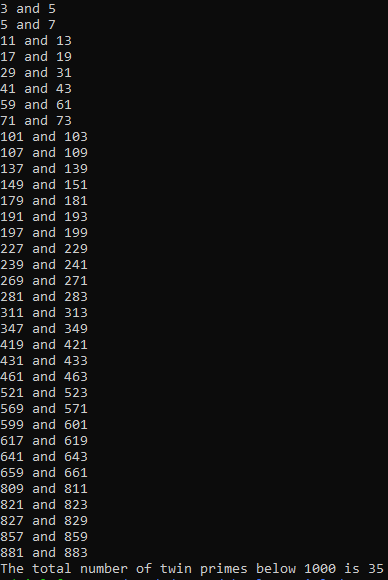 3 and 5
5 and 7
11 and 13
17 and 19
29 and 31
41 and 43
59 and 61
71 and 73
101 and 103
107 and 109
137 and 139
149 and 151
179 and 181
191 and 193
197 and 199
227 and 229
239 and 241
269 and 271
281 and 283
311 and 313
347 and 349
419 and 421
431 and 433
461 and 463
521 and 523
569 and 571
599 and 601
617 and 619
641 and 643
659 and 661
809 and 811
821 and 823
827 and 829
857 and 859
881 and 883
The total number of twin primes below 1000 is 35